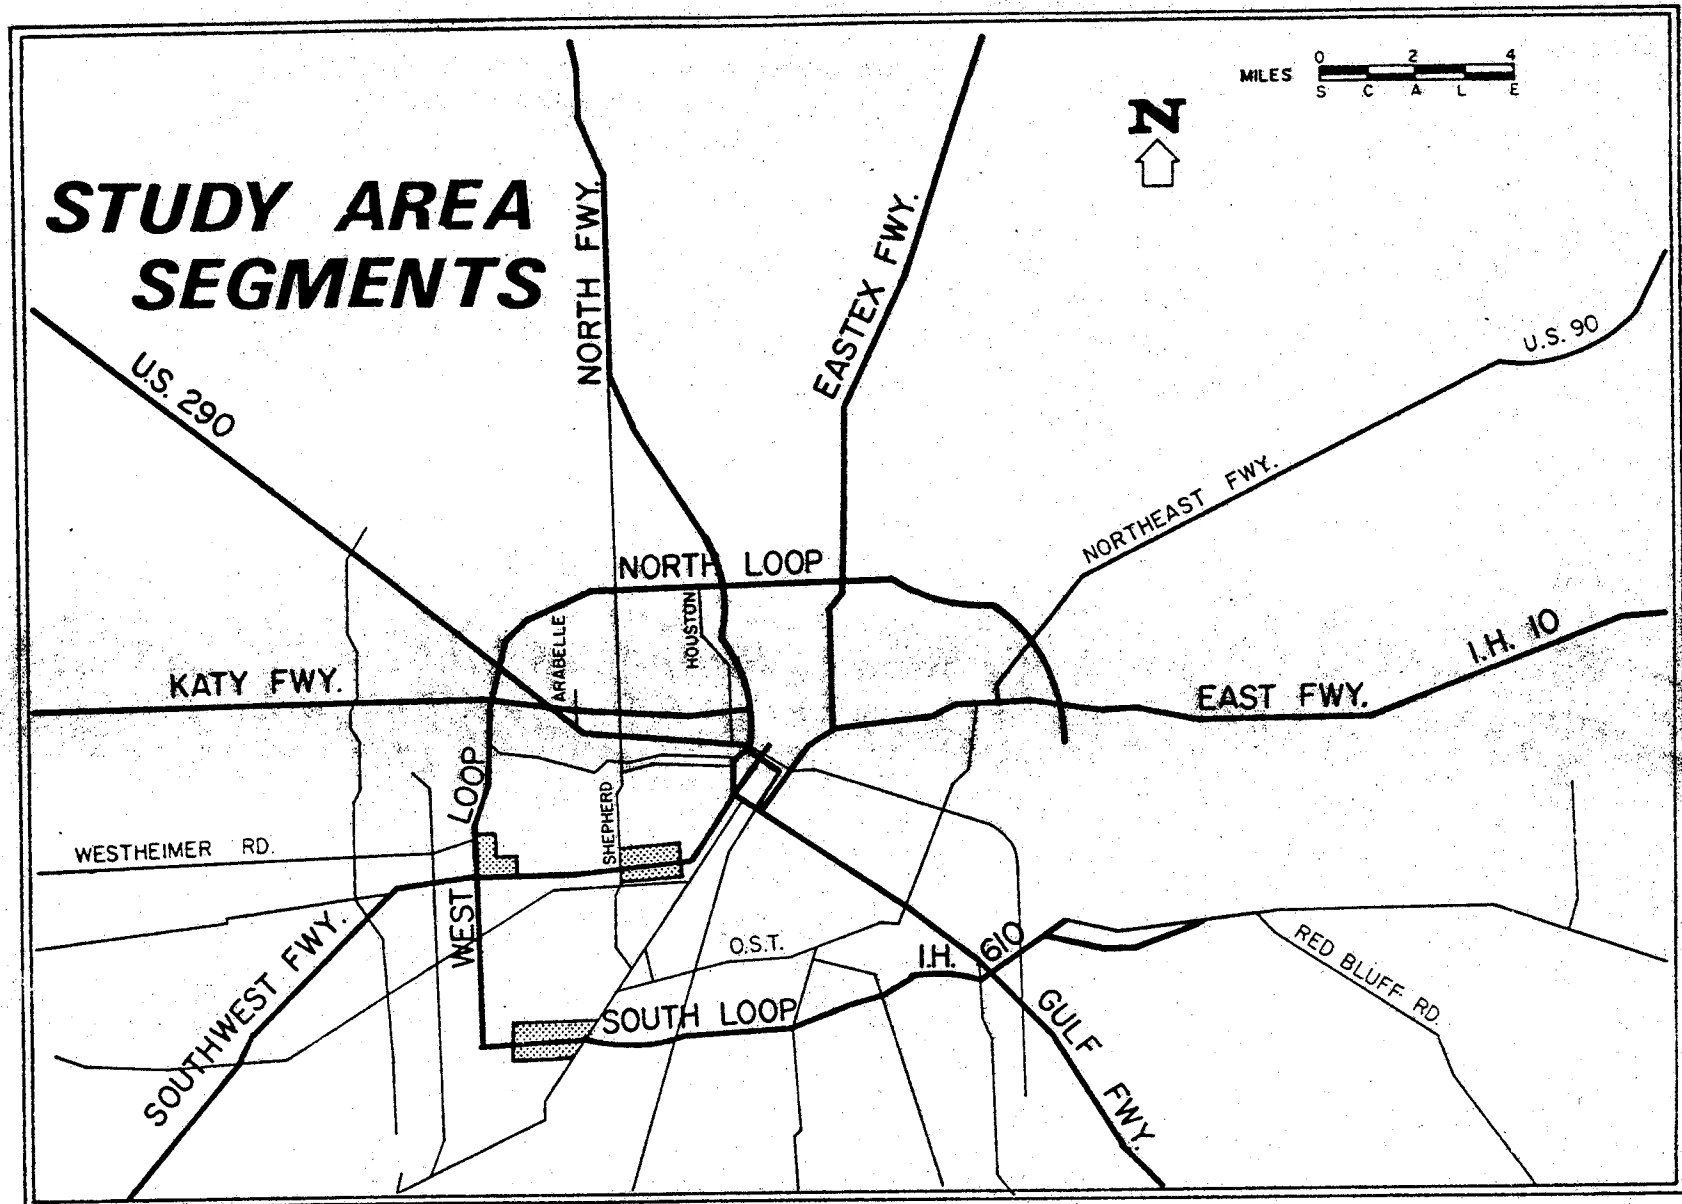 0 2 4
MILES
S C A L E
N
STUDY AREA
SEGMENTS
NORTH FWY.
EASTEX FWY.
U.S. 290
U.S. 90
NORTHEAST FWY.
NORTH LOOP
ARABELLE
HOUSTON
I.H. 10
KATY FWY.
EAST FWY.
WEST LOOP
SHEPHERD
WESTHEIMER RD.
SOUTHWEST FWY.
O.S.T.
I.H. 610
RED BLUFF RD.
SOUTH LOOP
GULF FWY.